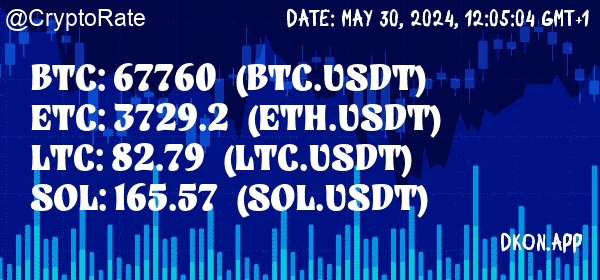 @CryptoRate
DATE: MAY 30, 2024, 12:05:04 GMT+1
BTC: 67760 (BTC.USDT)
ETC: 3729.2 (ETH.USDT)
LTC: 82.79 (LTC.USDT)
SOL: 165.57 (SOL.USDT)
DKON.APP